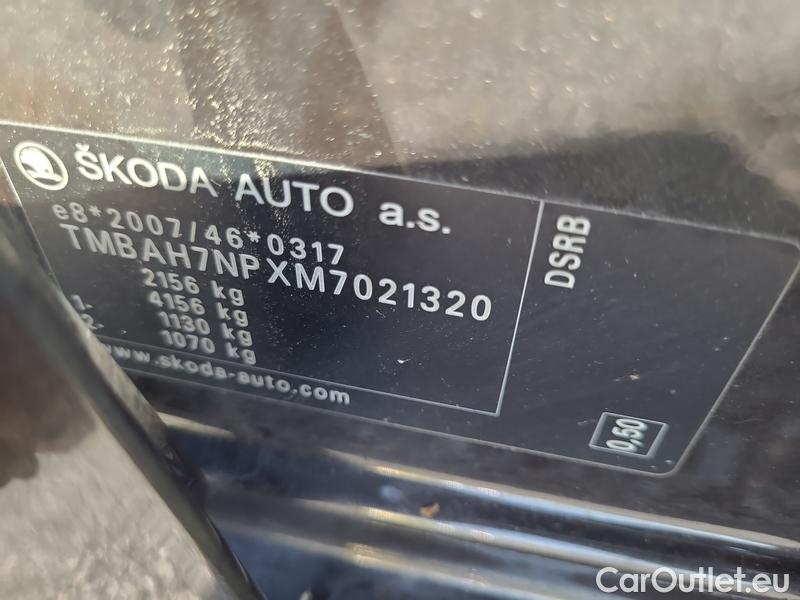 ŠKODA AUTO a.s.
e8*2007/46*0317
TMBAH7NPXM7021320
2156 kg
4156 kg
1- 1130 kg
2- 1070 kg
www.skoda-auto.com
DSRB
0,50
CarOutlet.eu